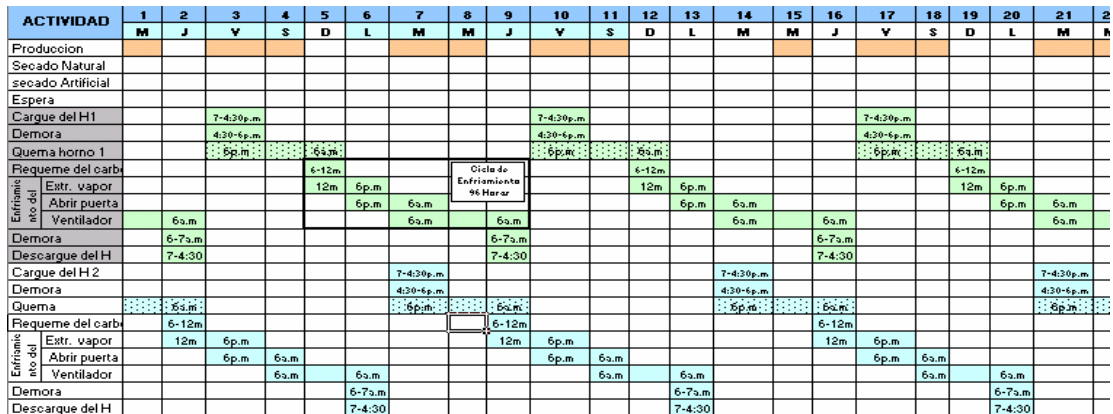 ACTIVIDAD 1 2 3 4 5 6 7 8 9 10 11 12 13 14 15 16 17 18 19 20 21 2
M J V S D L M M J V S D L M M J V S D L M M
Produccion
Secado Natural
secado Artificial
Espera
Cargue del H1 7-4:30p.m 7-4:30p.m 7-4:30p.m
Demora 4:30-6p.m 4:30-6p.m 4:30-6p.m
Quema horno 1 6p.m 6a.m 6p.m 6a.m 6p.m 6a.m
Requeme del carb 6-12m 6-12m 6-12m
Ciclo de
Enfriamiento
96 Horas
Enfriamie
nto del
Extr. vapor 12m 6p.m 12m 6p.m 12m 6p.m
Abrir puerta 6p.m 6a.m 6p.m 6a.m 6p.m 6a.m
Ventilador 6a.m 6a.m 6a.m 6a.m 6a.m 6a.m
Demora 6-7a.m 6-7a.m 6-7a.m
Descargue del H 7-4:30 7-4:30 7-4:30
Cargue del H 2 7-4:30p.m 7-4:30p.m 7-4:30p.m
Demora 4:30-6p.m 4:30-6p.m 4:30-6p.m
Quema 6a.m 6p.m 6a.m 6p.m 6a.m 6p.m
Requeme del carb 6-12m 6-12m 6-12m
Enfriamie
nto del
Extr. vapor 12m 6p.m 12m 6p.m 12m 6p.m
Abrir puerta 6p.m 6a.m 6p.m 6a.m 6p.m 6a.m
Ventilador 6a.m 6a.m 6a.m 6a.m 6a.m 6a.m
Demora 6-7a.m 6-7a.m 6-7a.m
Descargue del H 7-4:30 7-4:30 7-4:30